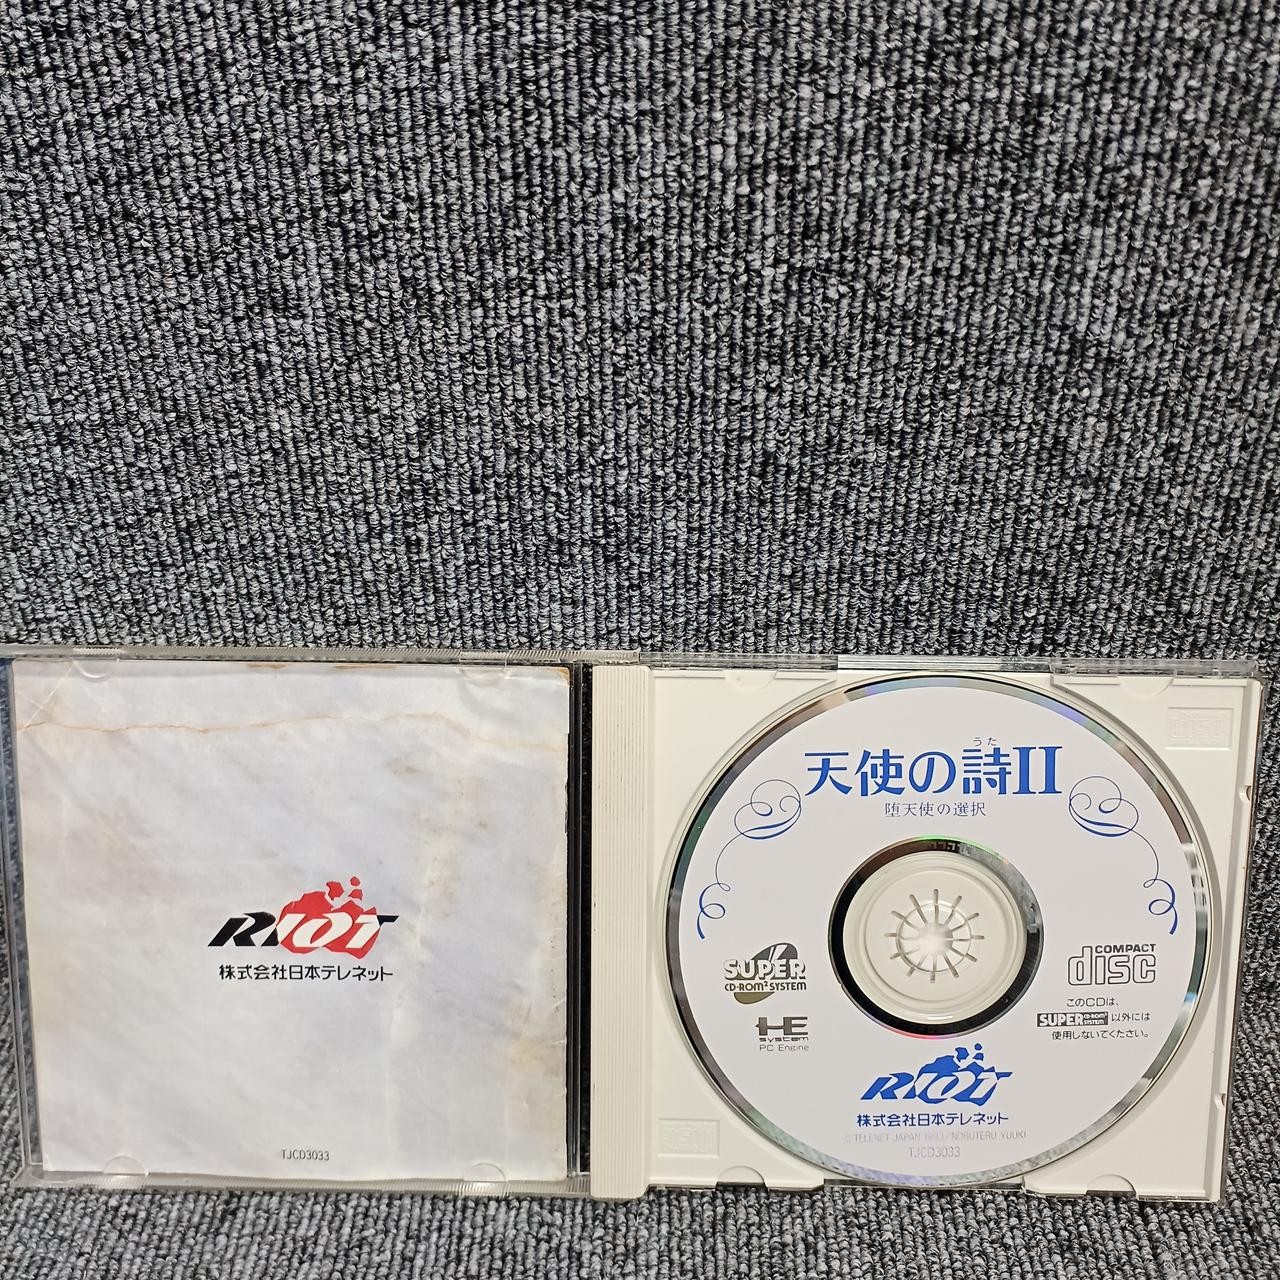 RIOT
株式会社日本テレネット
TJCD3033
うた
天使の詩II
堕天使の選択
SUPER
CD-ROM² SYSTEM
HE
system
PC Engine
COMPACT
disc
このCDは、
SUPER CD-ROM² SYSTEM 以外には
使用しないでください。
RIOT
株式会社日本テレネット
© TELENET JAPAN 1993/NOBUTERU YUUKI
TJCD3033